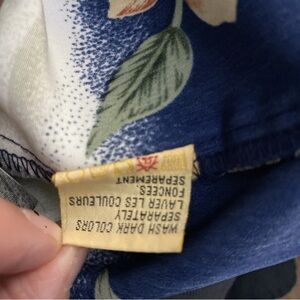 WASH DARK COLORS
SEPARATELY
LAVER LES COULEURS
FONCEES.
SEPAREMENT